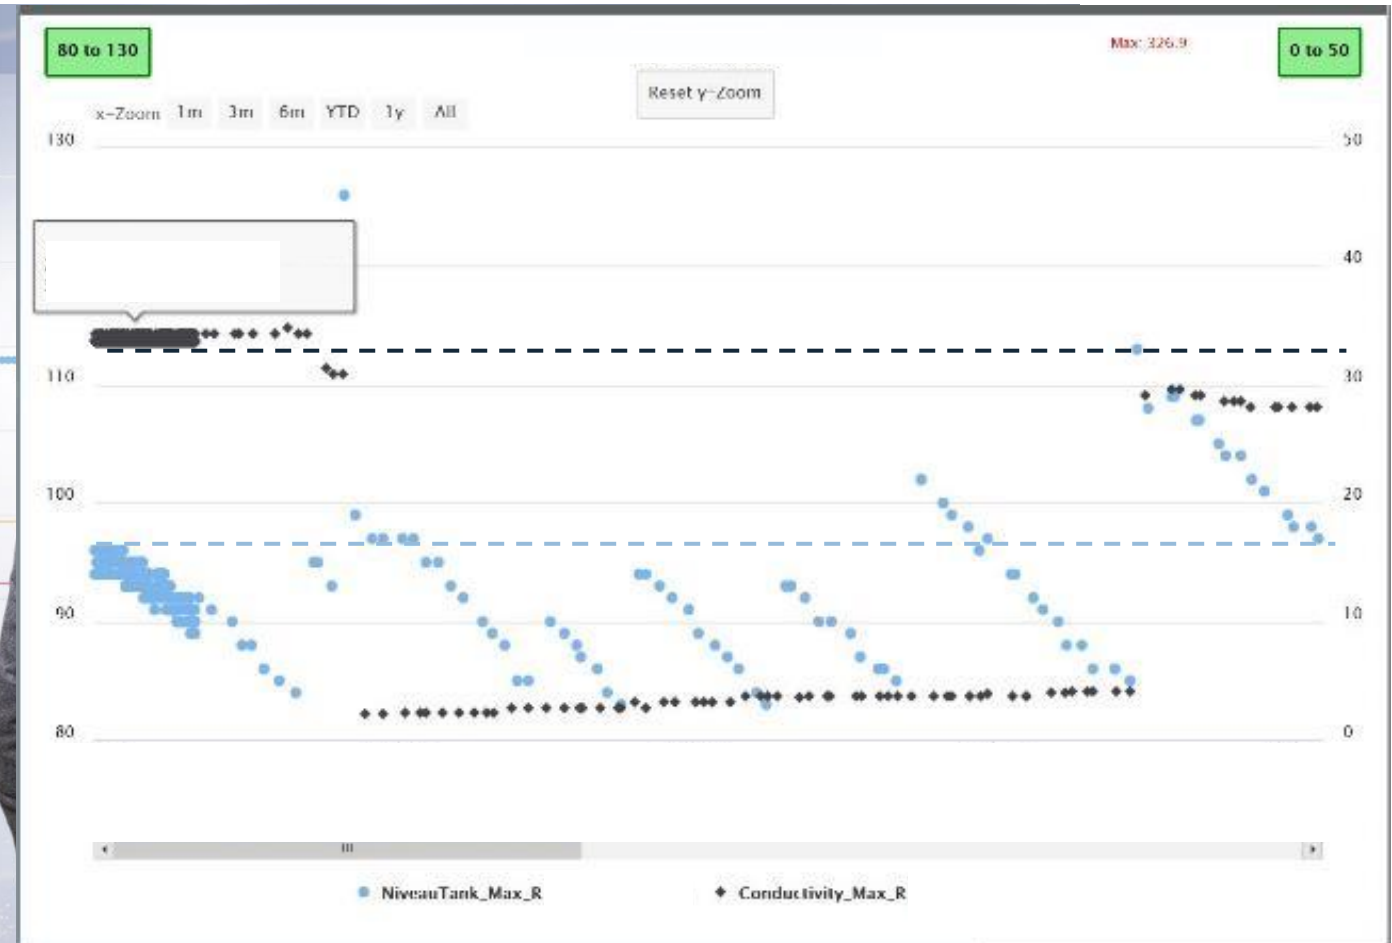 80 to 130
Max: 326.9
0 to 50
Reset y-Zoom
x-Zoom 1m 3m 6m YTD 1y All
130
50
40
110
30
100
20
90
10
80
0
NiveauTank_Max_R
Conductivity_Max_R